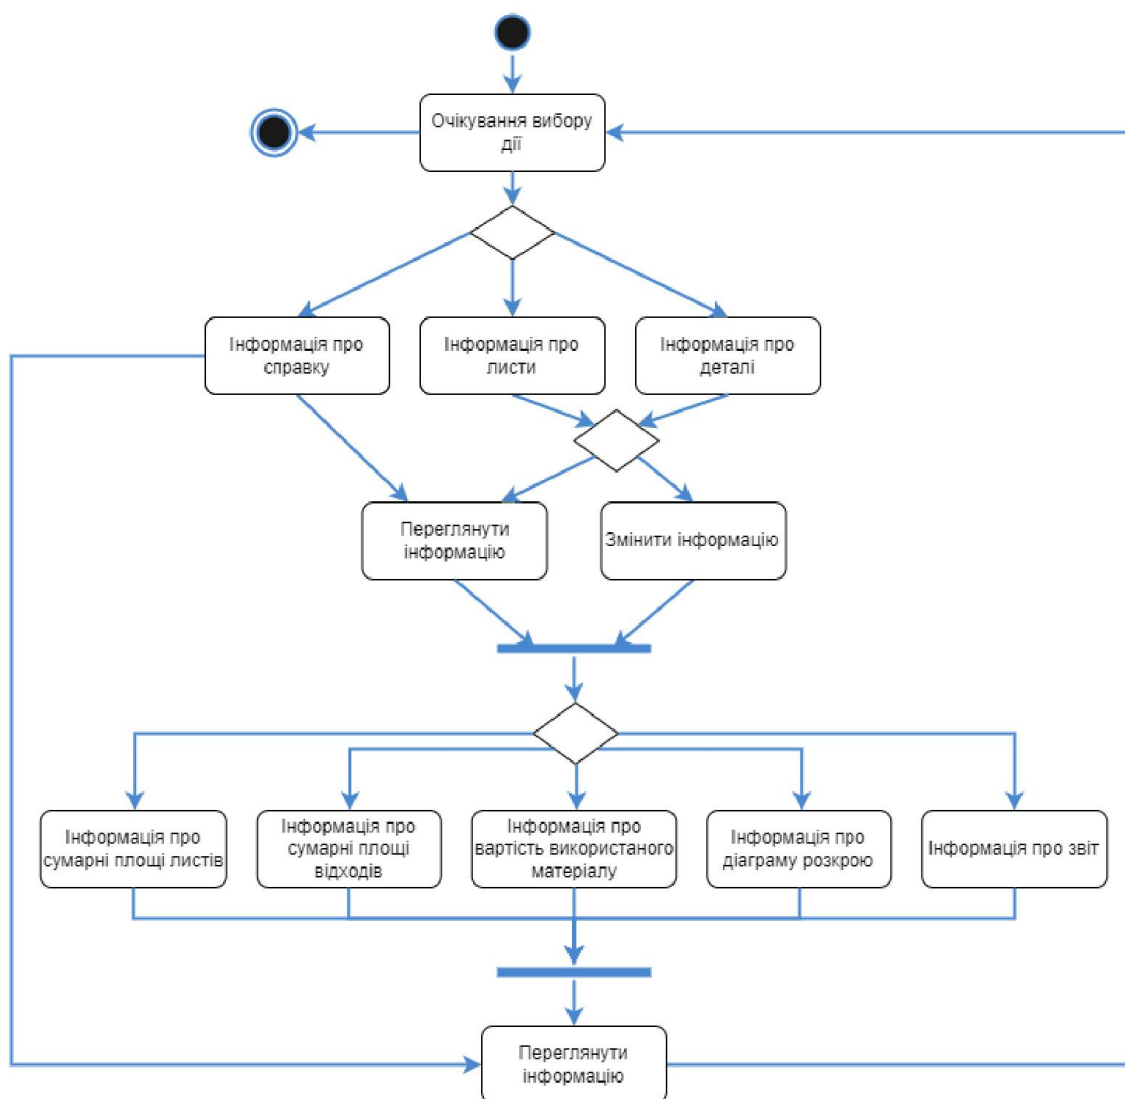 Очікування вибору
дії
Інформація про
справку
Інформація про
листи
Інформація про
деталі
Переглянути
інформацію
Змінити інформацію
Інформація про
сумарні площі листів
Інформація про
сумарні площі
відходів
Інформація про
вартість використаного
матеріалу
Інформація про
діаграму розкрою
Інформація про звіт
Переглянути
інформацію